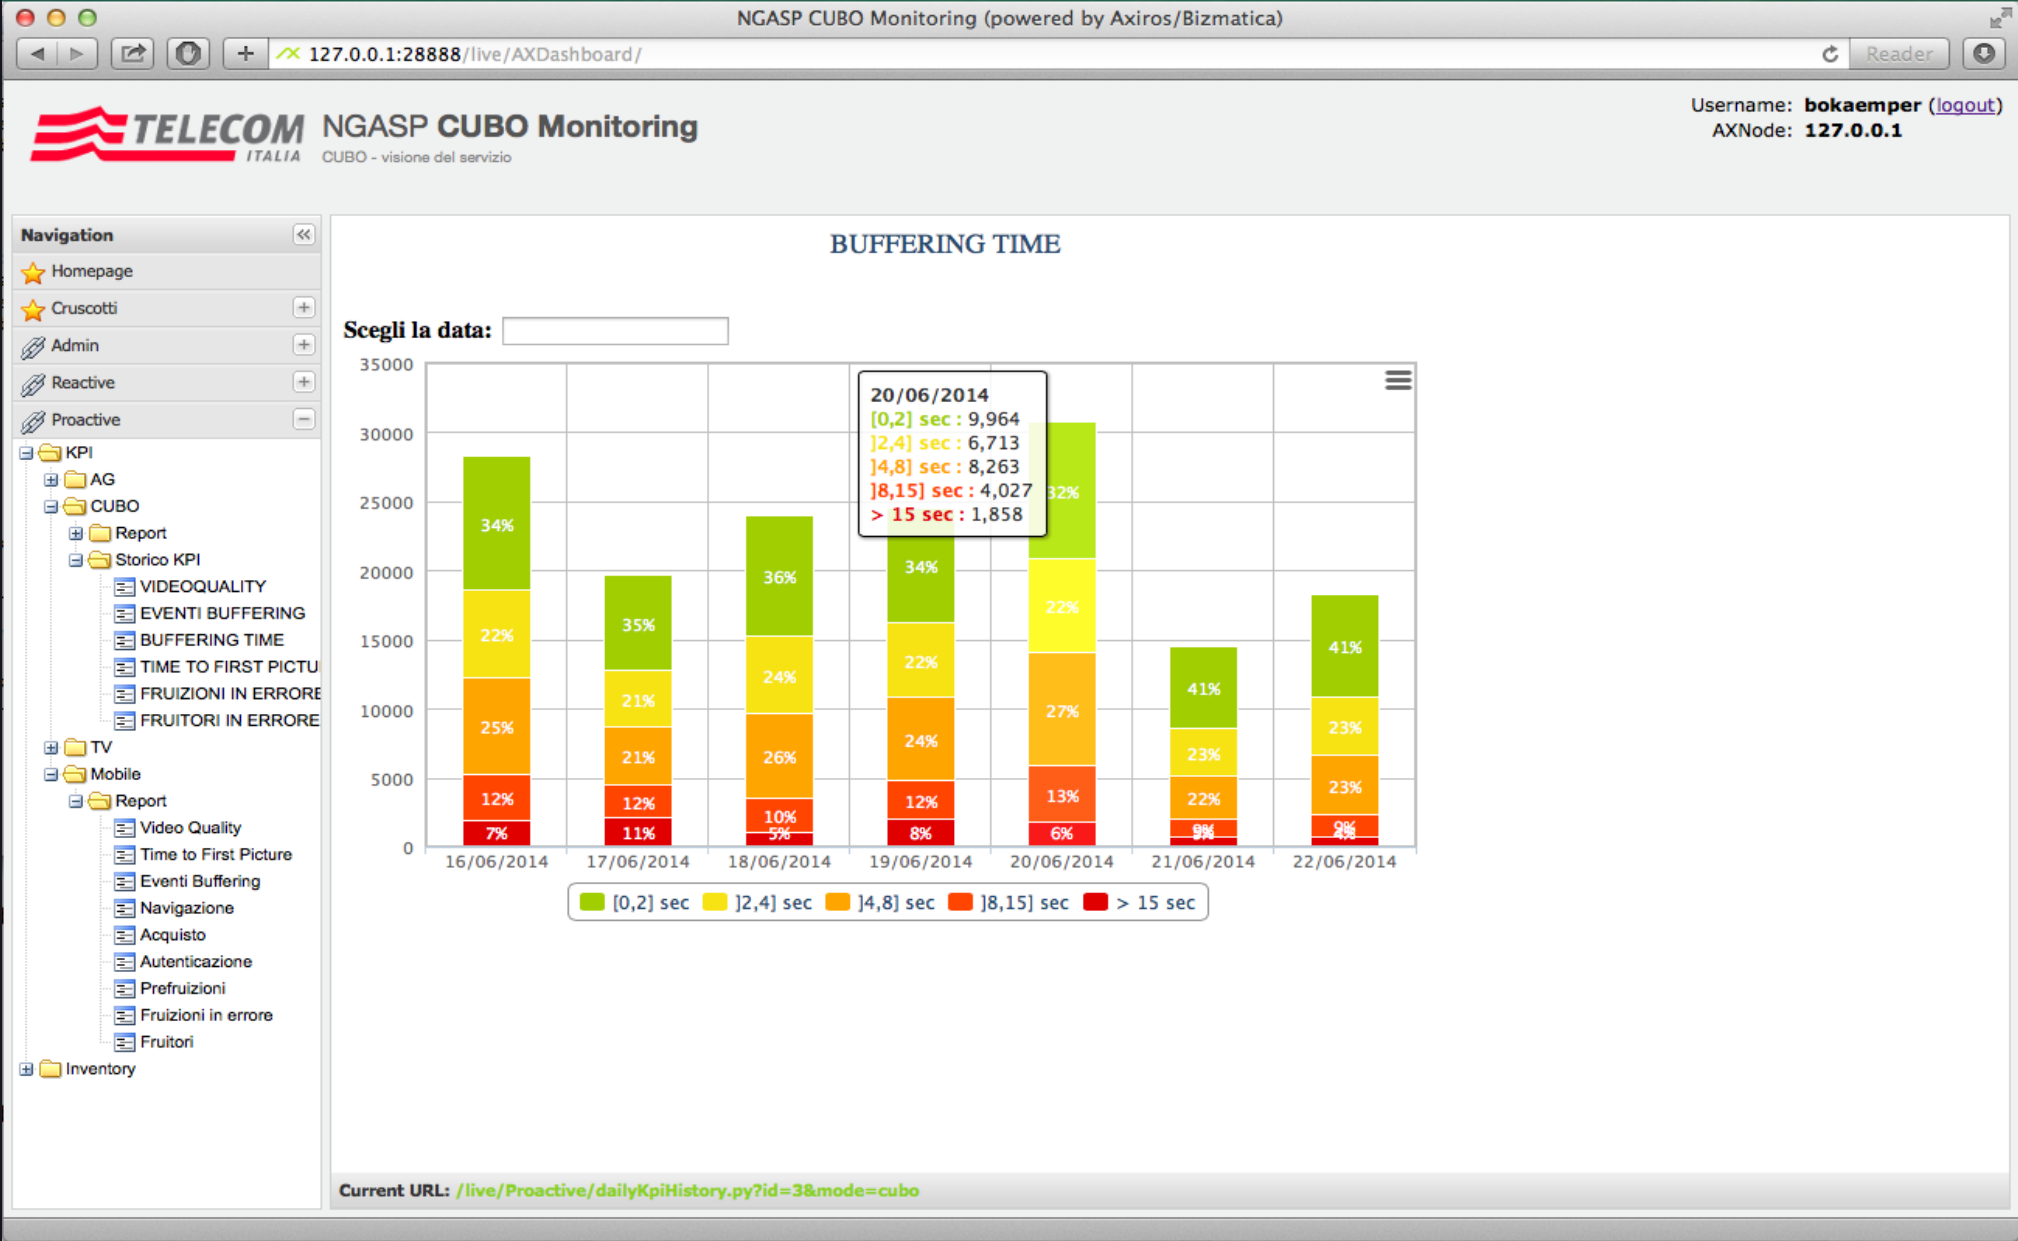 NGASP CUBO Monitoring (powered by Axiros/Bizmatica)
127.0.0.1:28888/live/AXDashboard/
Reader
TELECOM
ITALIA
NGASP CUBO Monitoring
CUBO - visione del servizio
Username: bokaemper (logout)
AXNode: 127.0.0.1
Navigation
Homepage
Cruscotti
Admin
Reactive
Proactive
KPI
AG
CUBO
Report
Storico KPI
VIDEOQUALITY
EVENTI BUFFERING
BUFFERING TIME
TIME TO FIRST PICTU
FRUIZIONI IN ERRORE
FRUITORI IN ERRORE
TV
Mobile
Report
Video Quality
Time to First Picture
Eventi Buffering
Navigazione
Acquisto
Autenticazione
Prefruizioni
Fruizioni in errore
Fruitori
Inventory
BUFFERING TIME
Scegli la data:
35000
30000
25000
20000
15000
10000
5000
0
34%
22%
25%
12%
7%
35%
21%
21%
12%
11%
36%
24%
26%
10%
5%
34%
22%
24%
12%
8%
32%
22%
27%
13%
6%
41%
23%
22%
9%
41%
23%
23%
9%
4%
20/06/2014
[0,2] sec : 9,964
]2,4] sec : 6,713
]4,8] sec : 8,263
]8,15] sec : 4,027
> 15 sec : 1,858
16/06/2014 17/06/2014 18/06/2014 19/06/2014 20/06/2014 21/06/2014 22/06/2014
[0,2] sec ]2,4] sec ]4,8] sec ]8,15] sec > 15 sec
Current URL: /live/Proactive/dailyKpiHistory.py?id=3&mode=cubo